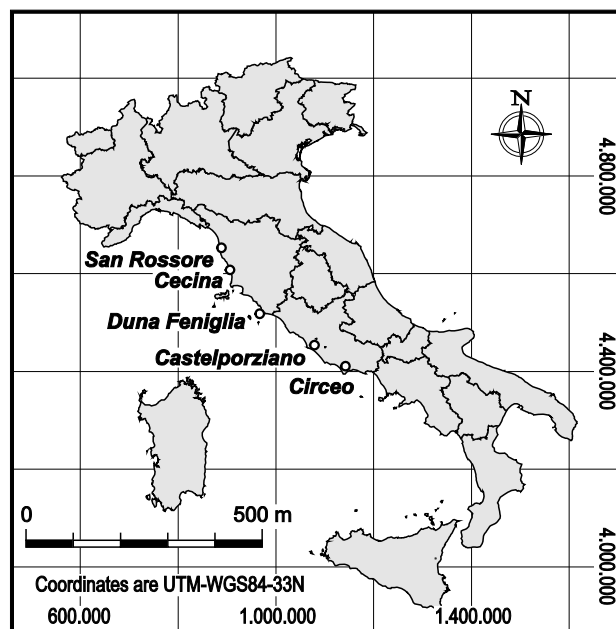 N
4.800.000
San Rossore
Cecina
Duna Feniglia
Castelporziano
Circeo
4.400.000
0 500 m
4.000.000
Coordinates are UTM-WGS84-33N
600.000 1.000.000 1.400.000